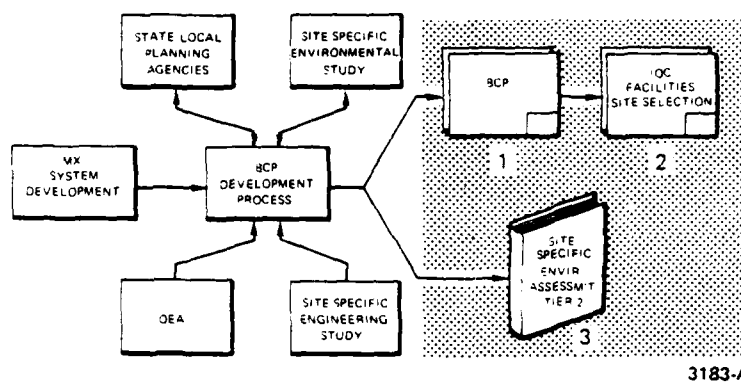 STATE LOCAL
PLANNING
AGENCIES
SITE SPECIFIC
ENVIRONMENTAL
STUDY
BCP
IOC
FACILITIES
SITE SELECTION
1
2
MX
SYSTEM
DEVELOPMENT
BCP
DEVELOPMENT
PROCESS
SITE
SPECIFIC
ENVIR
ASSESSMIT
TIER 2
3
OEA
SITE SPECIFIC
ENGINEERING
STUDY
3183-A